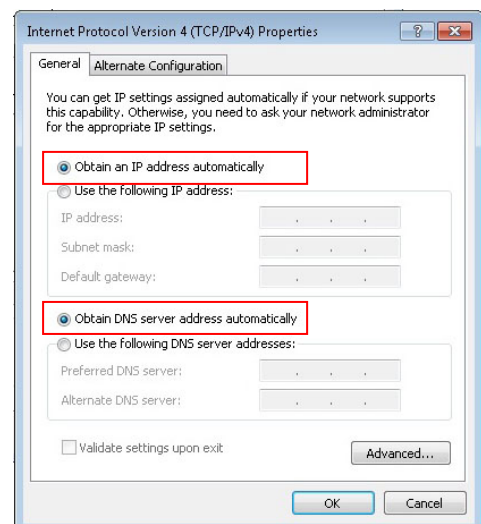 Internet Protocol Version 4 (TCP/IPv4) Properties
General
Alternate Configuration
You can get IP settings assigned automatically if your network supports
this capability. Otherwise, you need to ask your network administrator
for the appropriate IP settings.
Obtain an IP address automatically
Use the following IP address:
IP address:
Subnet mask:
Default gateway:
Obtain DNS server address automatically
Use the following DNS server addresses:
Preferred DNS server:
Alternate DNS server:
Validate settings upon exit
Advanced...
OK
Cancel